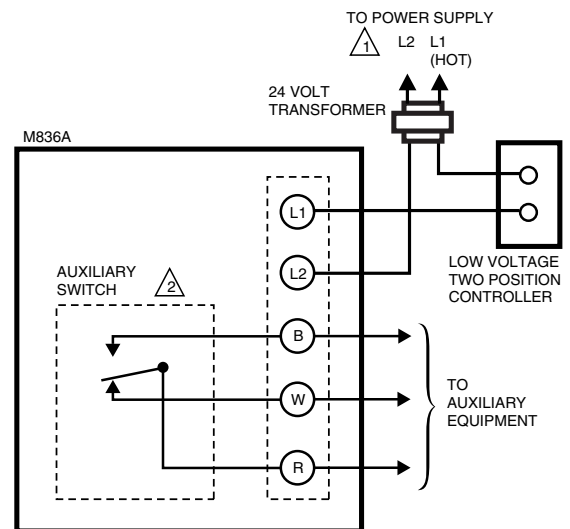 TO POWER SUPPLY
1 L2 L1
(HOT)
24 VOLT
TRANSFORMER
M836A
L1
LOW VOLTAGE
TWO POSITION
CONTROLLER
L2
AUXILIARY
SWITCH
2
B
W
R
TO
AUXILIARY
EQUIPMENT